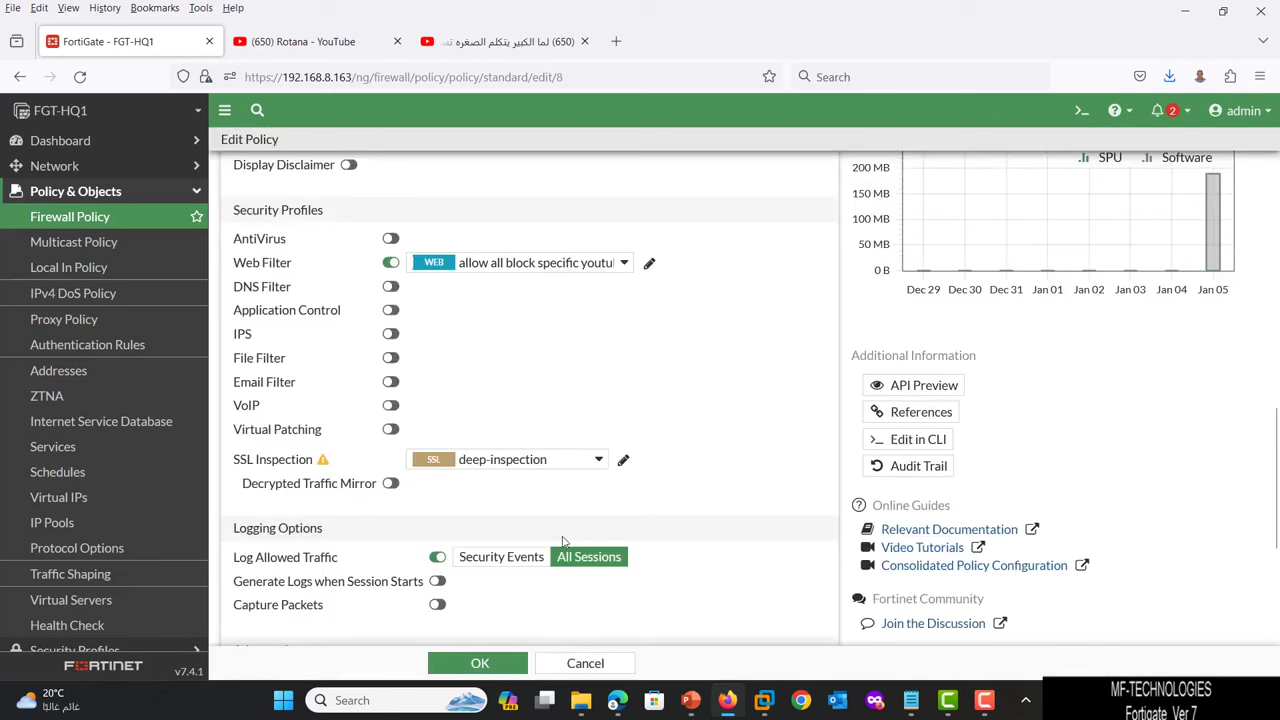 File Edit View History Bookmarks Tools Help
FortiGate - FGT-HQ1
(650) Rotana - YouTube
(650) لما الكبير يتكلم الصغره تس
https://192.168.8.163/ng/firewall/policy/policy/standard/edit/8
Search
FGT-HQ1
2
admin
Dashboard
Network
Policy & Objects
Firewall Policy
Multicast Policy
Local In Policy
IPv4 DoS Policy
Proxy Policy
Authentication Rules
Addresses
ZTNA
Internet Service Database
Services
Schedules
Virtual IPs
IP Pools
Protocol Options
Traffic Shaping
Virtual Servers
Health Check
Security Profiles
FORTINET
v7.4.1
Edit Policy
Display Disclaimer
Security Profiles
AntiVirus
Web Filter WEB allow all block specific youtu
DNS Filter
Application Control
IPS
File Filter
Email Filter
VoIP
Virtual Patching
SSL Inspection SSL deep-inspection
Decrypted Traffic Mirror
Logging Options
Log Allowed Traffic Security Events All Sessions
Generate Logs when Session Starts
Capture Packets
OK Cancel
SPU Software
200 MB
150 MB
100 MB
50 MB
0 B
Dec 29 Dec 30 Dec 31 Jan 01 Jan 02 Jan 03 Jan 04 Jan 05
Additional Information
API Preview
References
Edit in CLI
Audit Trail
Online Guides
Relevant Documentation
Video Tutorials
Consolidated Policy Configuration
Fortinet Community
Join the Discussion
20°C
غائم غالبًا
Search
MF-TECHNOLOGIES
Fortigate Ver 7